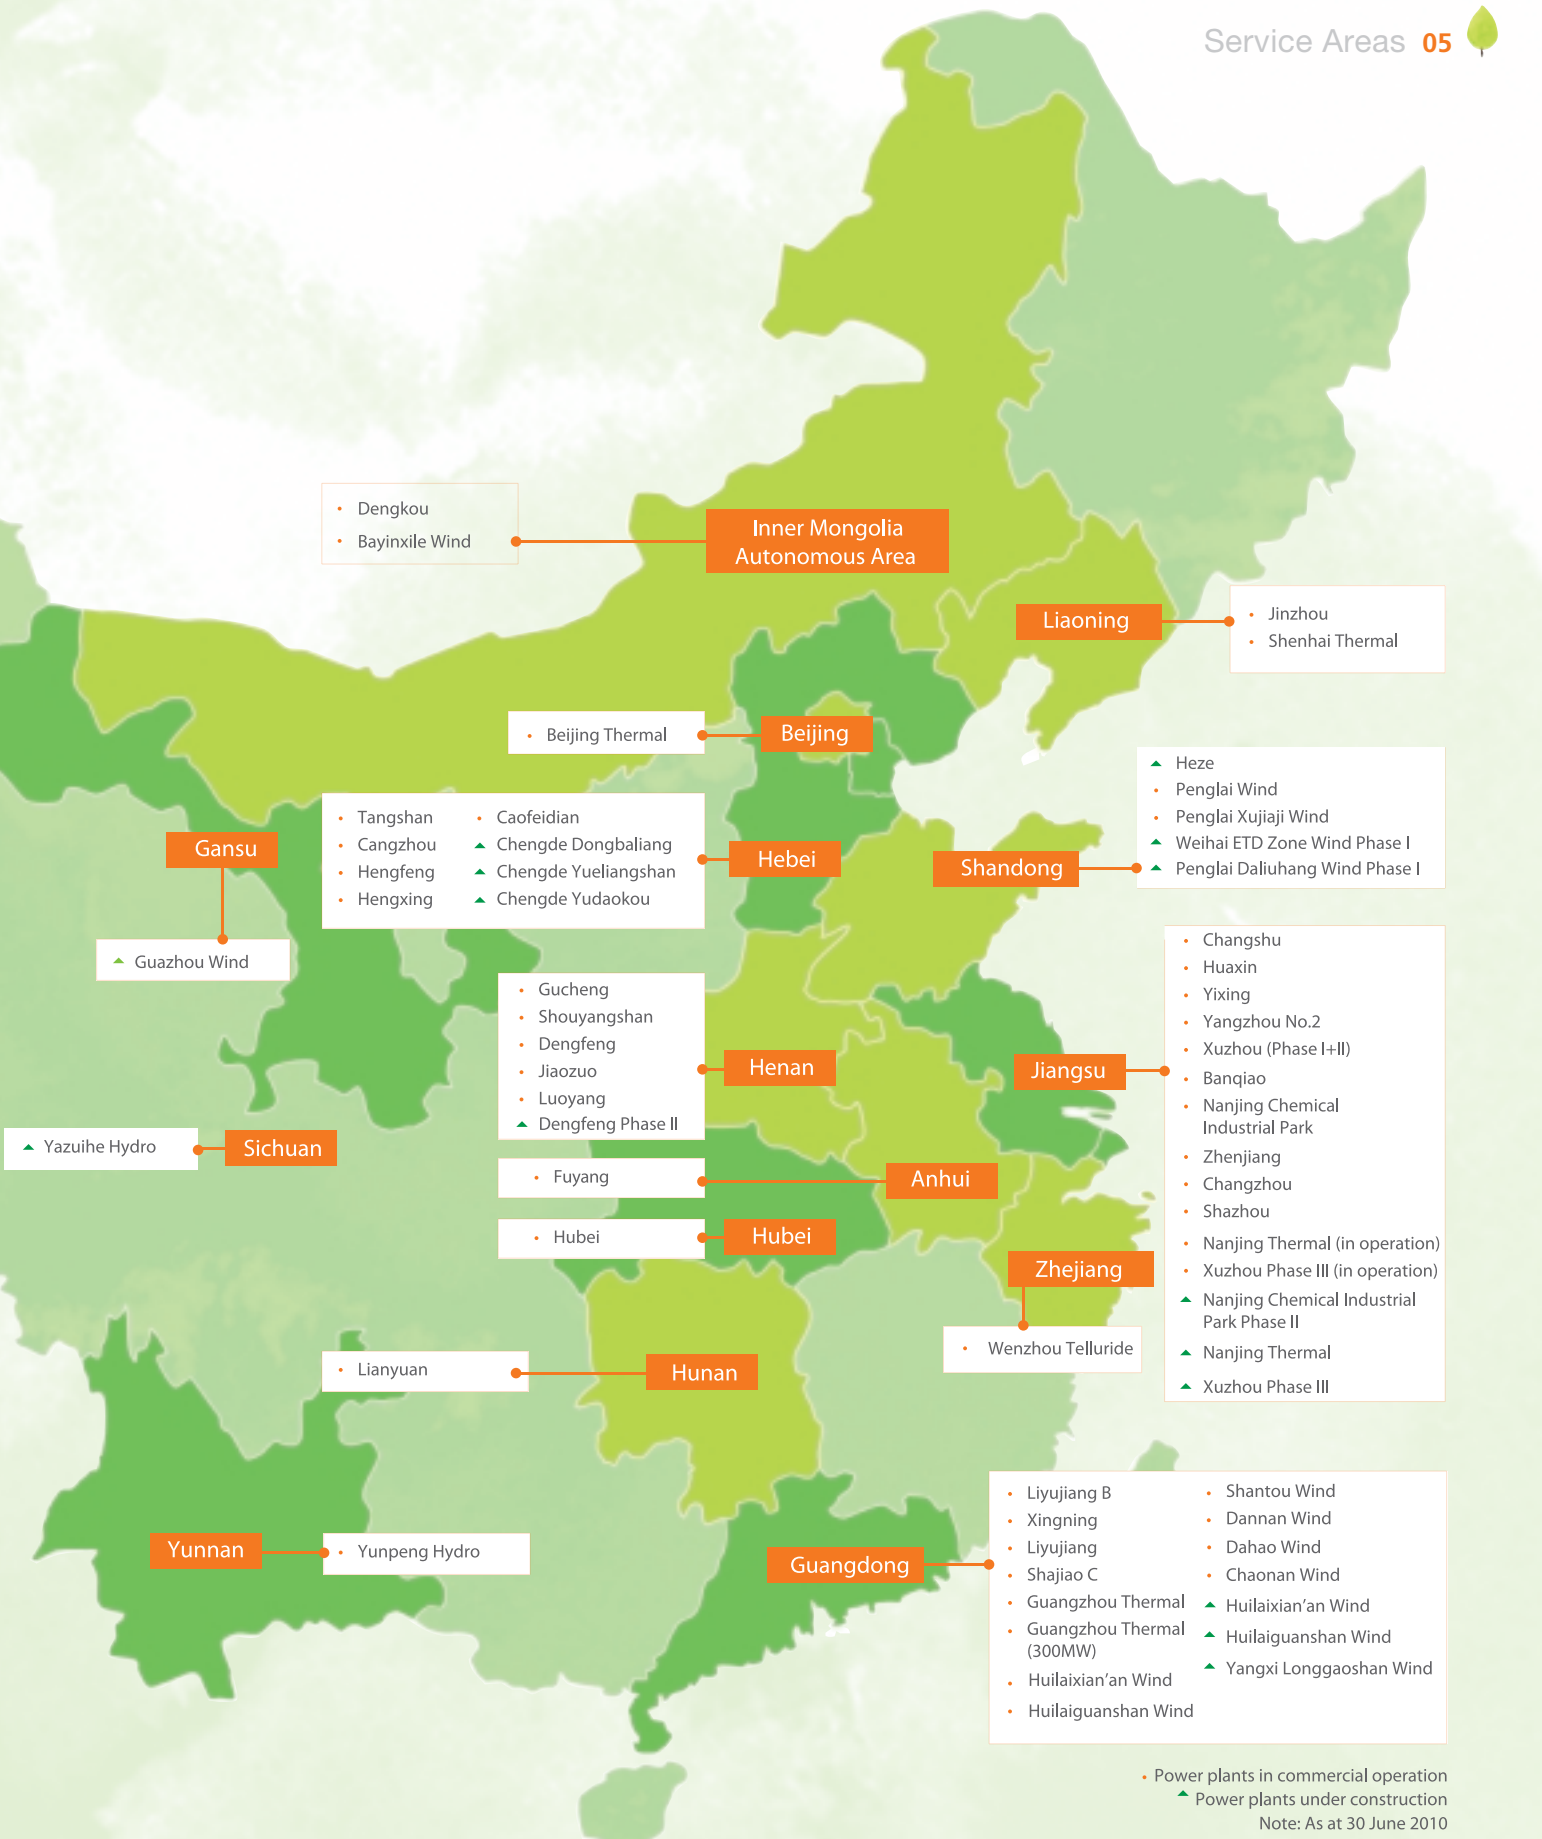 Service Areas 05
• Dengkou
• Bayinxile Wind
Inner Mongolia
Autonomous Area
Liaoning
• Jinzhou
• Shenhai Thermal
• Beijing Thermal
Beijing
▲ Heze
• Penglai Wind
• Penglai Xujiaji Wind
▲ Weihai ETD Zone Wind Phase I
▲ Penglai Daliuhang Wind Phase I
Shandong
Gansu
▲ Guazhou Wind
• Tangshan
• Cangzhou
• Hengfeng
• Hengxing
• Caofeidian
▲ Chengde Dongbaliang
▲ Chengde Yueliangshan
▲ Chengde Yudaokou
Hebei
• Gucheng
• Shouyangshan
• Dengfeng
• Jiaozuo
• Luoyang
▲ Dengfeng Phase II
Henan
Jiangsu
• Changshu
• Huaxin
• Yixing
• Yangzhou No.2
• Xuzhou (Phase I+II)
• Banqiao
• Nanjing Chemical
Industrial Park
• Zhenjiang
• Changzhou
• Shazhou
• Nanjing Thermal (in operation)
• Xuzhou Phase III (in operation)
▲ Nanjing Chemical Industrial
Park Phase II
▲ Nanjing Thermal
▲ Xuzhou Phase III
▲ Yazuihe Hydro
Sichuan
• Fuyang
Anhui
• Hubei
Hubei
Zhejiang
• Wenzhou Telluride
• Lianyuan
Hunan
Yunnan
• Yunpeng Hydro
Guangdong
• Liyujiang B
• Xingning
• Liyujiang
• Shajiao C
• Guangzhou Thermal
• Guangzhou Thermal
(300MW)
• Huilaixian'an Wind
• Huilaiguanshan Wind
• Shantou Wind
• Dannan Wind
• Dahao Wind
• Chaonan Wind
▲ Huilaixian'an Wind
▲ Huilaiguanshan Wind
▲ Yangxi Longgaoshan Wind
• Power plants in commercial operation
▲ Power plants under construction
Note: As at 30 June 2010